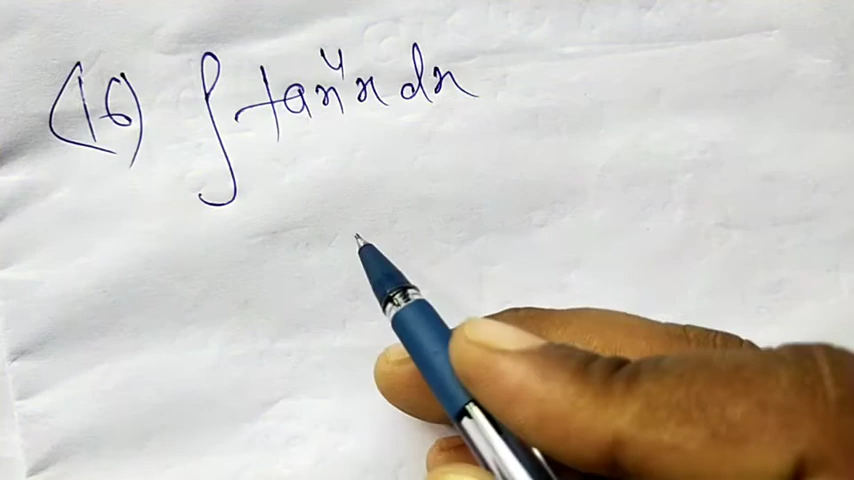 (16) ∫ tan⁴x dx